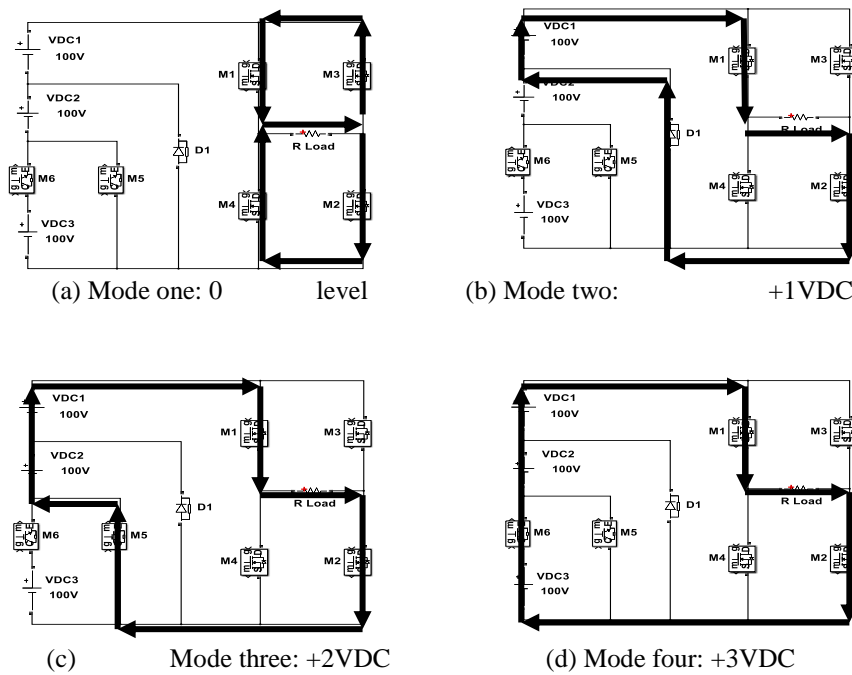 VDC1
100V
VDC2
100V
M6
M5
D1
VDC3
100V
M1
M3
R Load
M4
M2
(a) Mode one: 0 level
VDC1
100V
VDC2
100V
M6
M5
D1
VDC3
100V
M1
M3
R Load
M4
M2
(b) Mode two: +1VDC
VDC1
100V
VDC2
100V
M6
M5
D1
VDC3
100V
M1
M3
R Load
M4
M2
(c) Mode three: +2VDC
VDC1
100V
VDC2
100V
M6
M5
D1
VDC3
100V
M1
M3
R Load
M4
M2
(d) Mode four: +3VDC